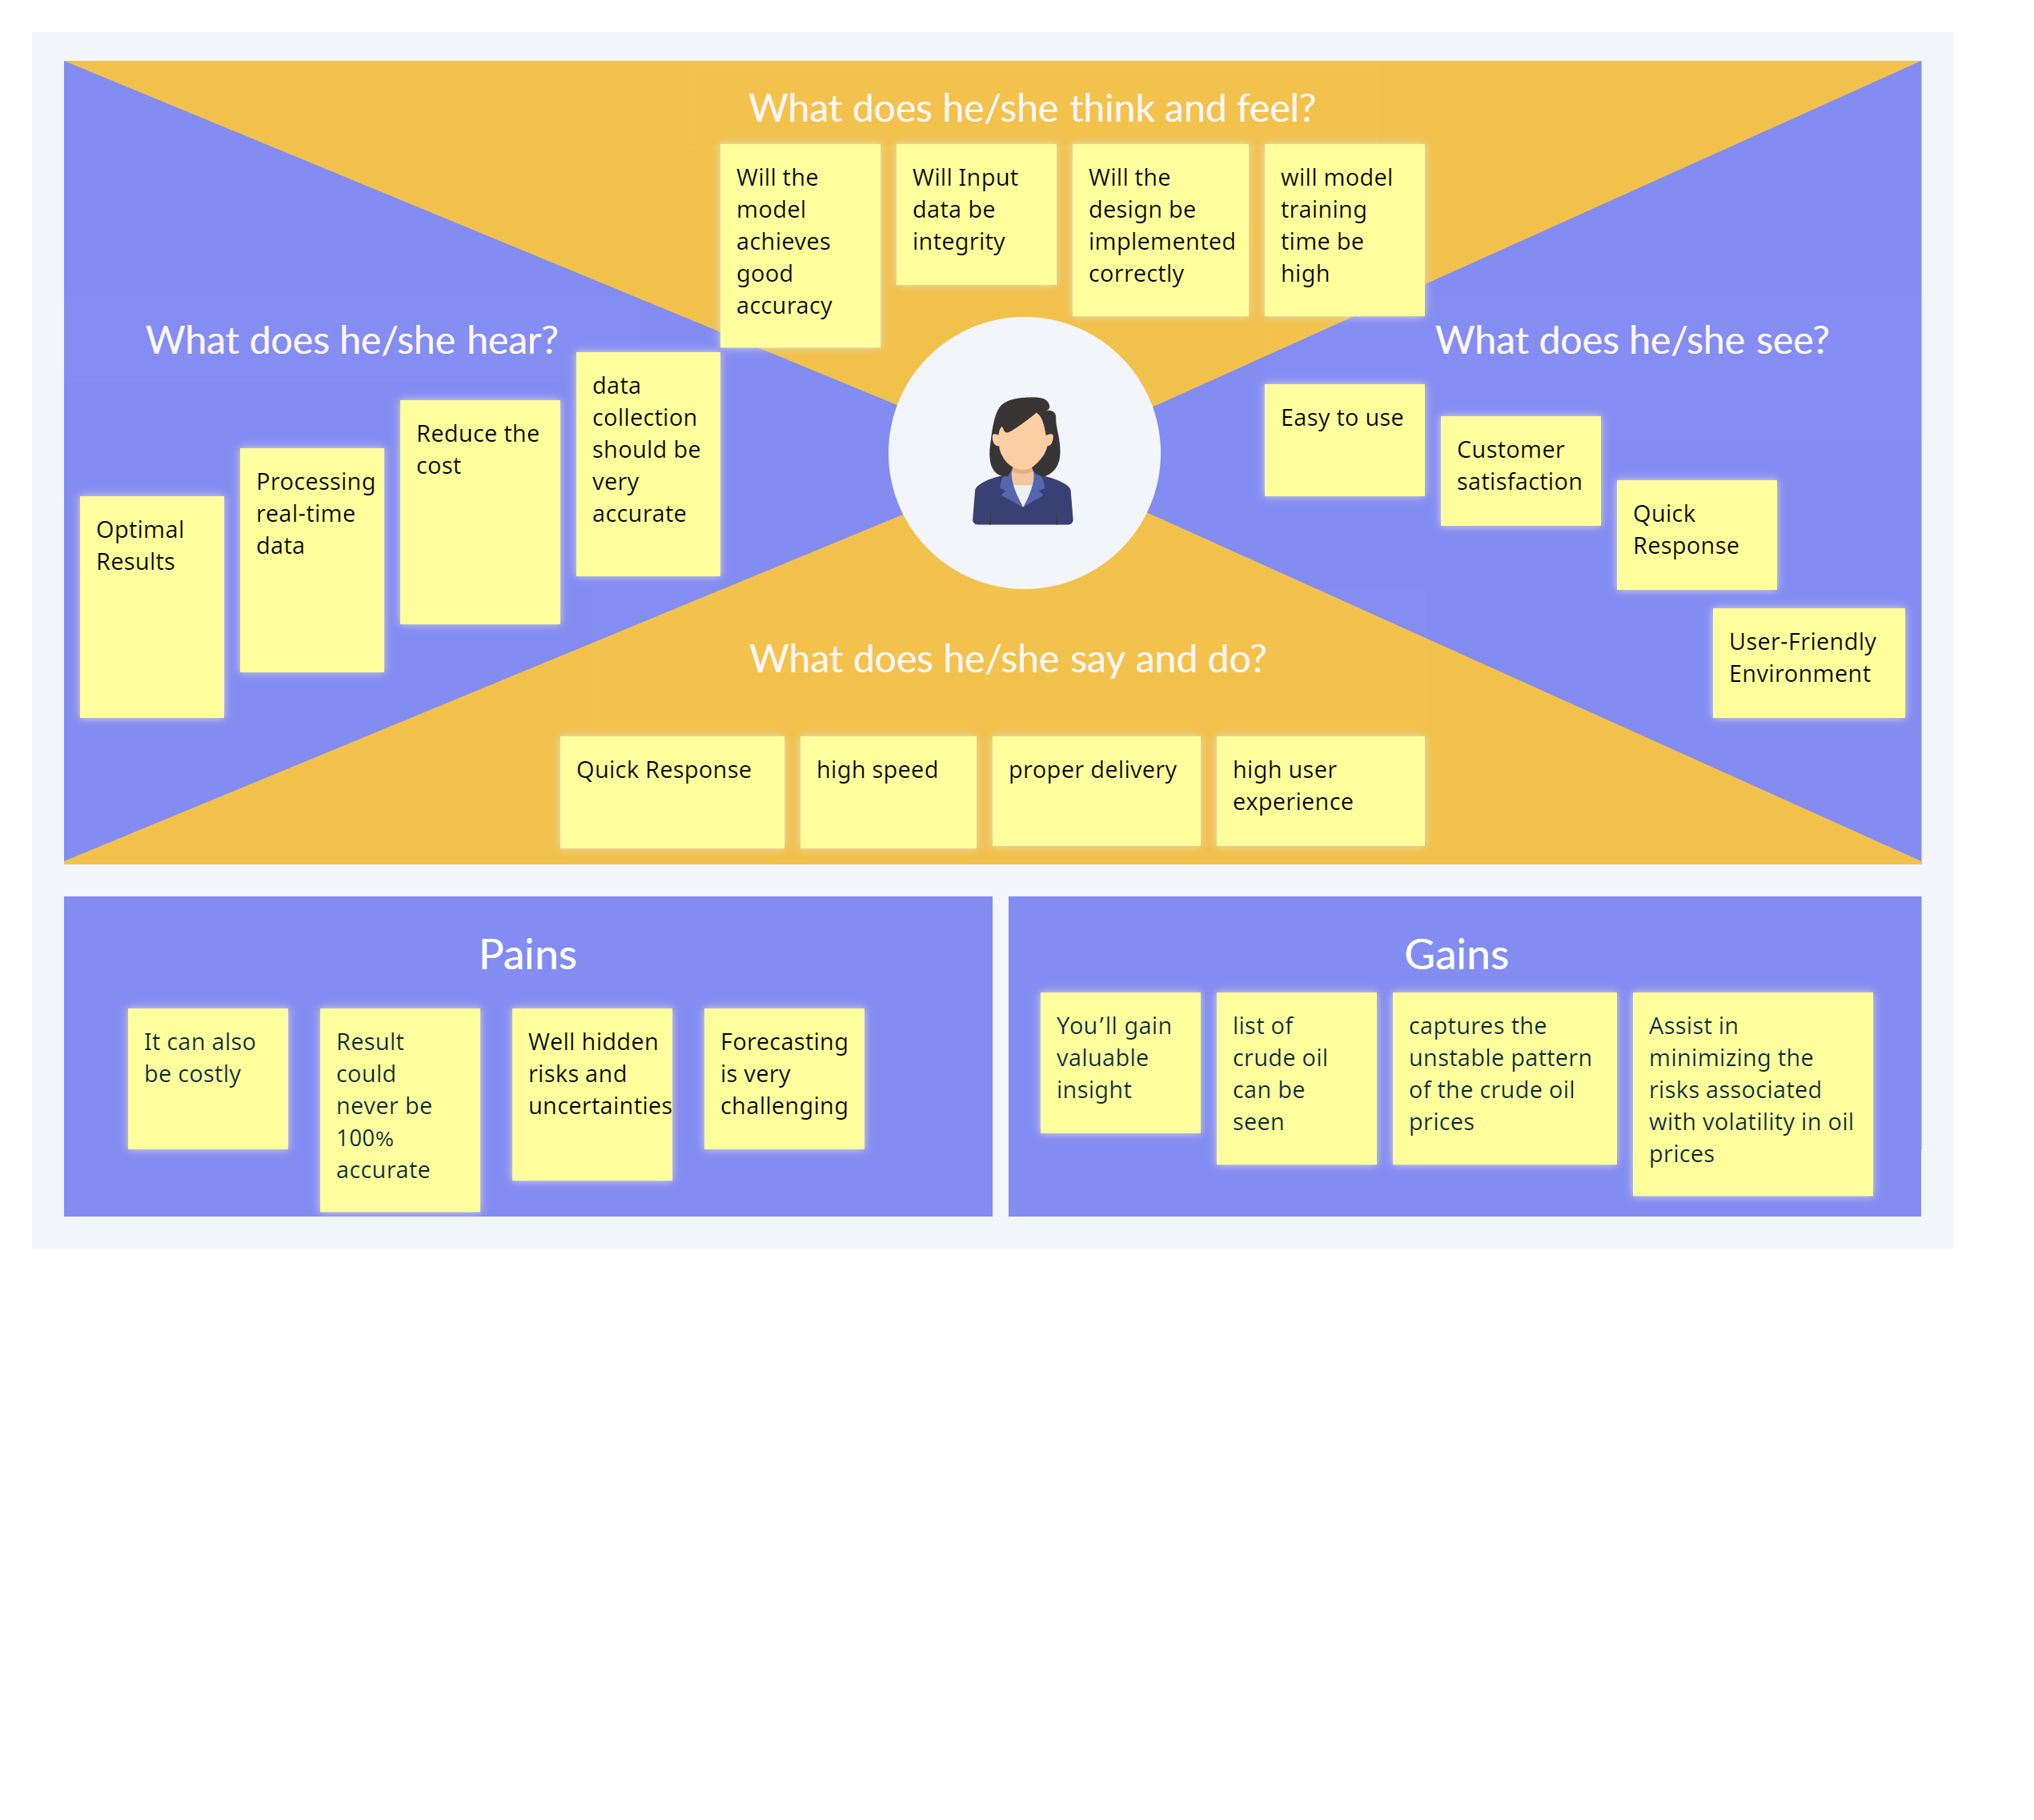 What does he/she think and feel?
Will the
model
achieves
good
accuracy
Will Input
data be
integrity
Will the
design be
implemented
correctly
will model
training
time be
high
What does he/she hear?
Optimal
Results
Processing
real-time
data
Reduce the
cost
data
collection
should be
very
accurate
What does he/she see?
Easy to use
Customer
satisfaction
Quick
Response
User-Friendly
Environment
What does he/she say and do?
Quick Response
high speed
proper delivery
high user
experience
Pains
It can also
be costly
Result
could
never be
100%
accurate
Well hidden
risks and
uncertainties
Forecasting
is very
challenging
Gains
You’ll gain
valuable
insight
list of
crude oil
can be
seen
captures the
unstable pattern
of the crude oil
prices
Assist in
minimizing the
risks associated
with volatility in oil
prices